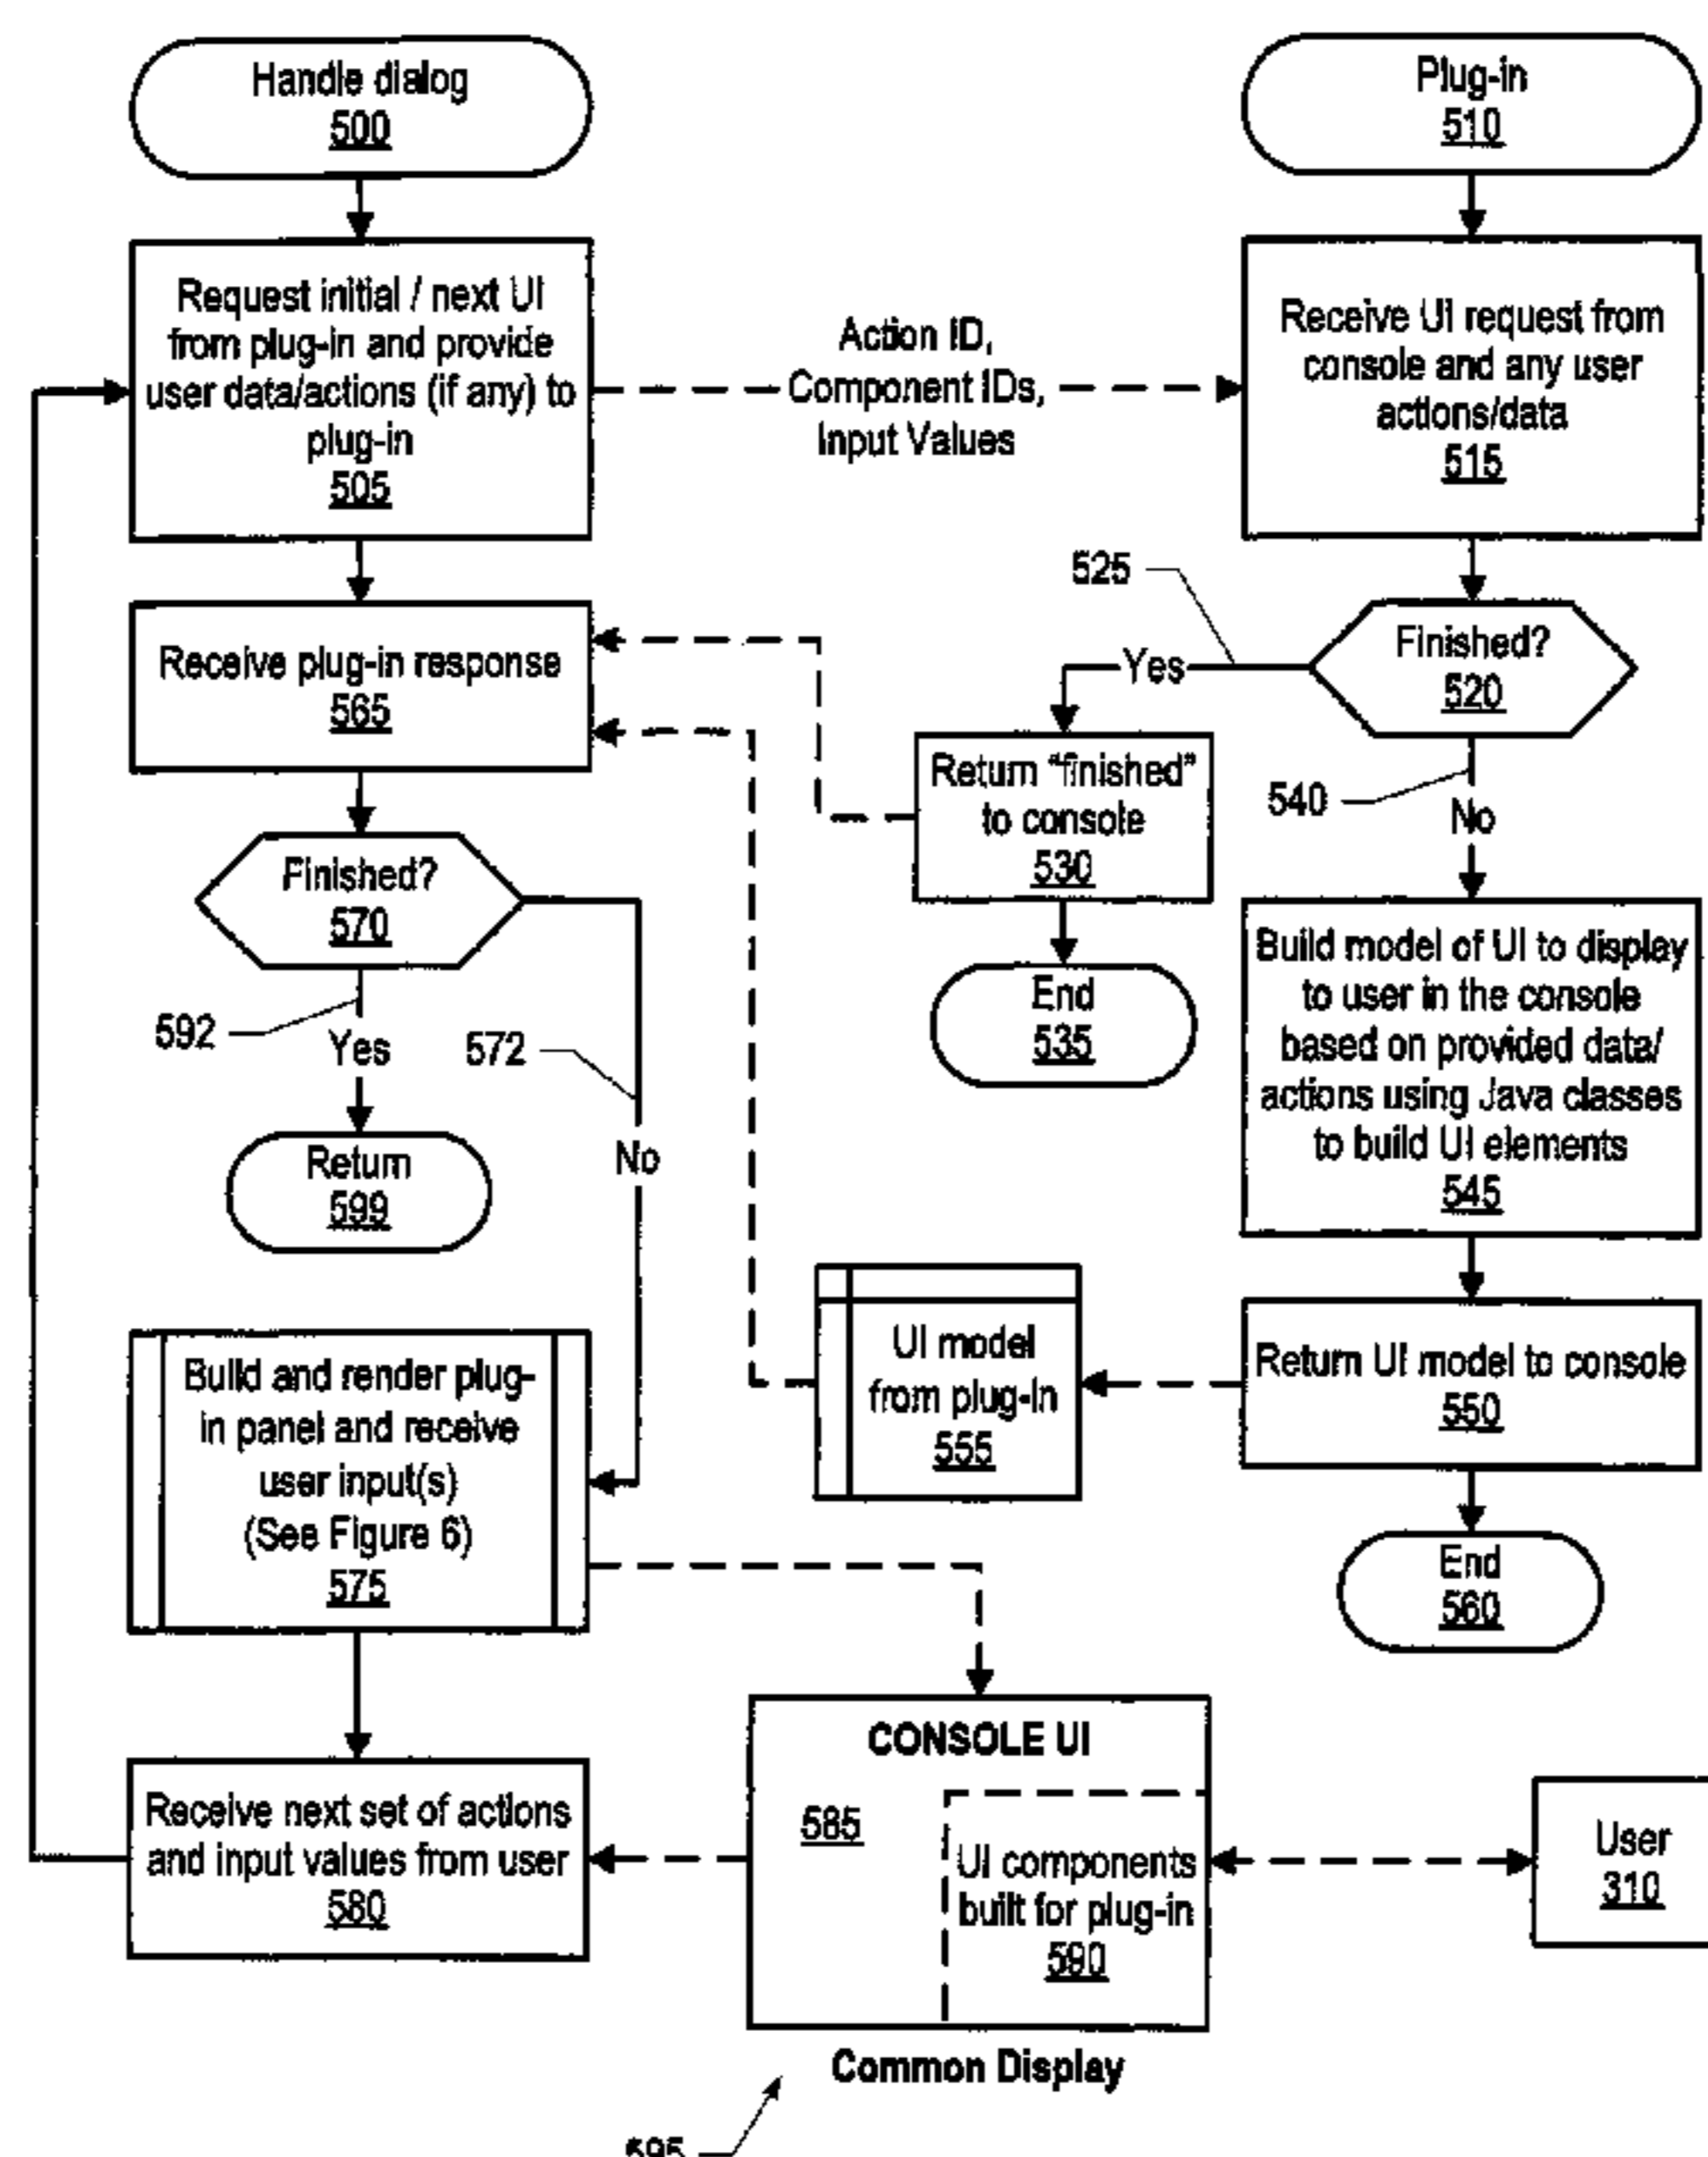 Handle dialog
500
Plug-in
510
Request initial / next UI
from plug-in and provide
user data/actions (if any) to
plug-in
505
Action ID,
Component IDs,
Input Values
Receive UI request from
console and any user
actions/data
515
525
Receive plug-in response
565
Yes
Finished?
520
Return "finished"
to console
530
540
No
Finished?
570
End
535
592
Yes
572
No
Return
599
Build model of UI to display
to user in the console
based on provided data/
actions using Java classes
to build UI elements
545
UI model
from plug-in
555
Return UI model to console
550
Build and render plug-
in panel and receive
user input(s)
(See Figure 6)
575
End
560
CONSOLE UI
585
UI components
built for plug-in
590
Receive next set of actions
and input values from user
580
User
310
Common Display
595